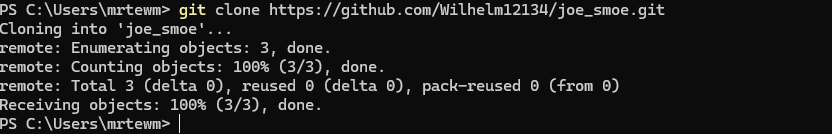 PS C:\Users\mrtewm> git clone https://github.com/Wilhelm12134/joe_smoe.git
Cloning into 'joe_smoe'...
remote: Enumerating objects: 3, done.
remote: Counting objects: 100% (3/3), done.
remote: Total 3 (delta 0), reused 0 (delta 0), pack-reused 0 (from 0)
Receiving objects: 100% (3/3), done.
PS C:\Users\mrtewm>